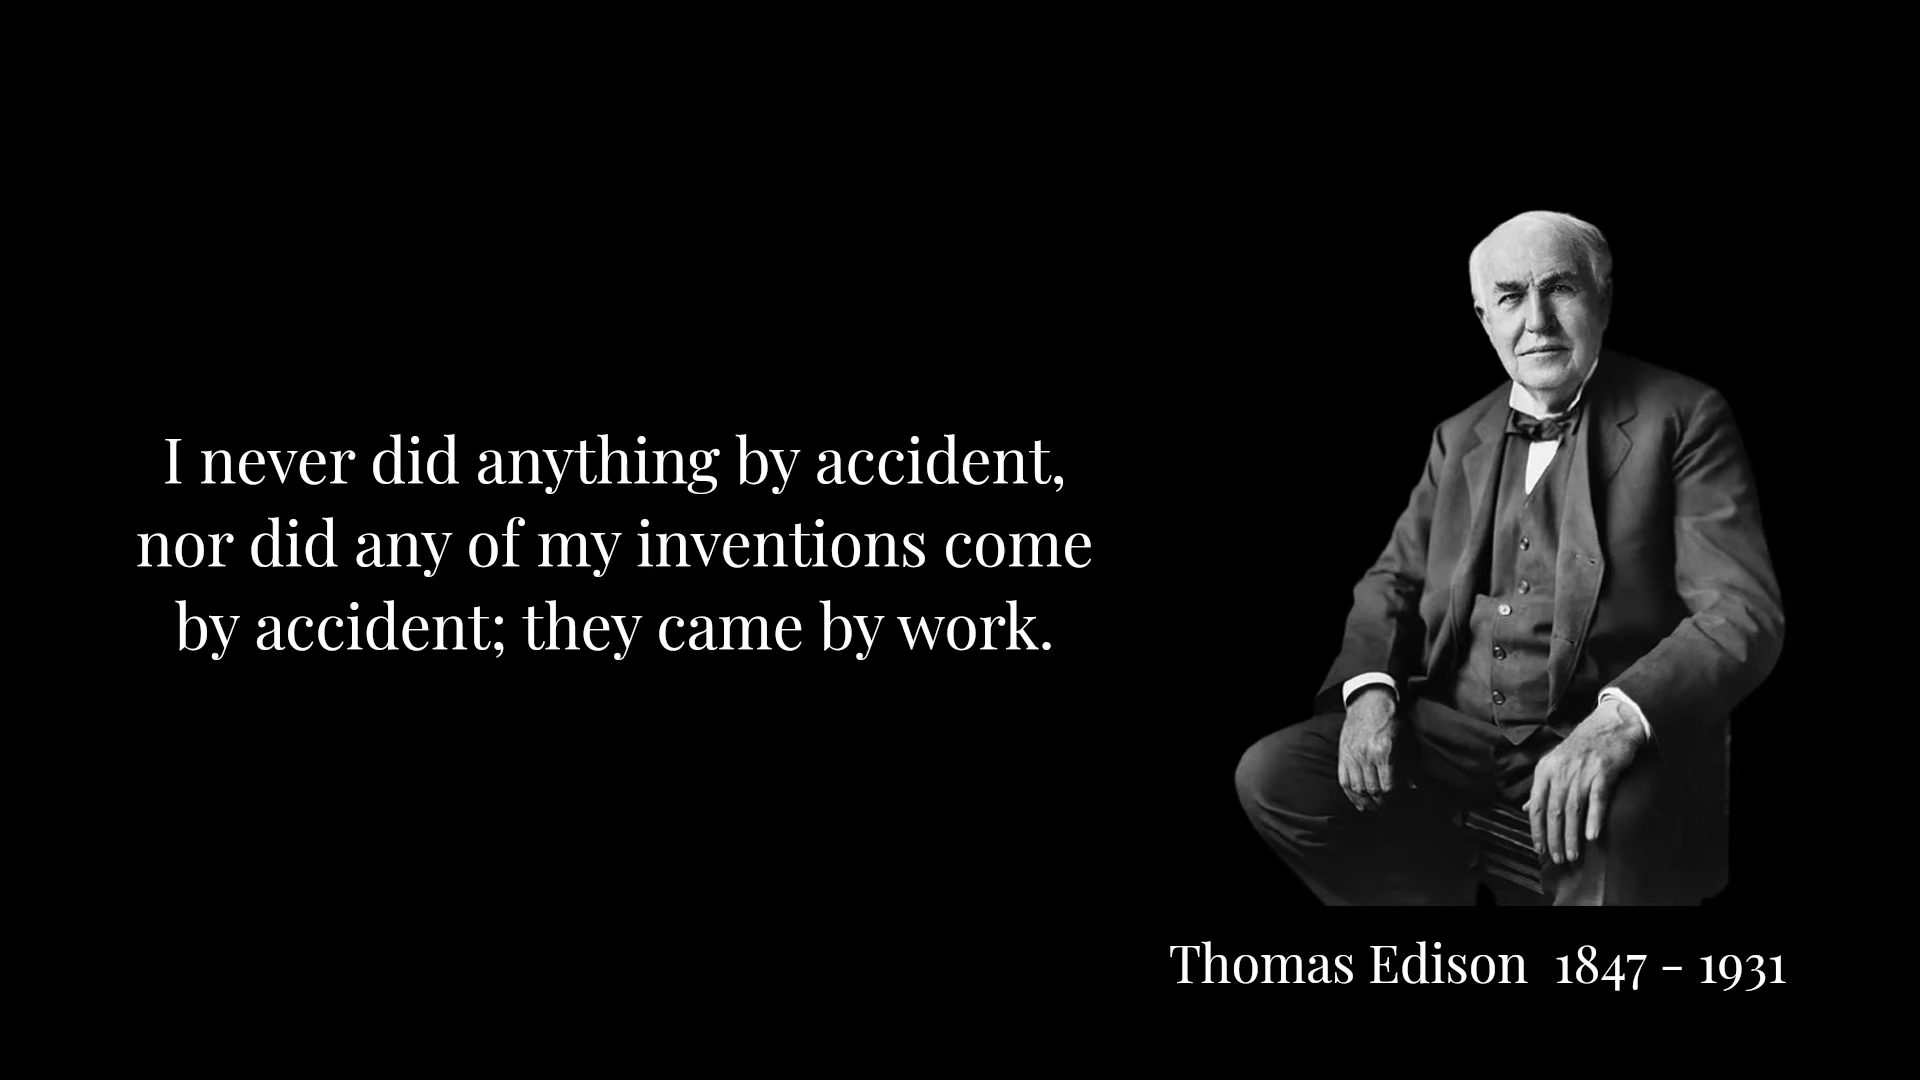 I never did anything by accident,
nor did any of my inventions come
by accident; they came by work.
Thomas Edison 1847 - 1931